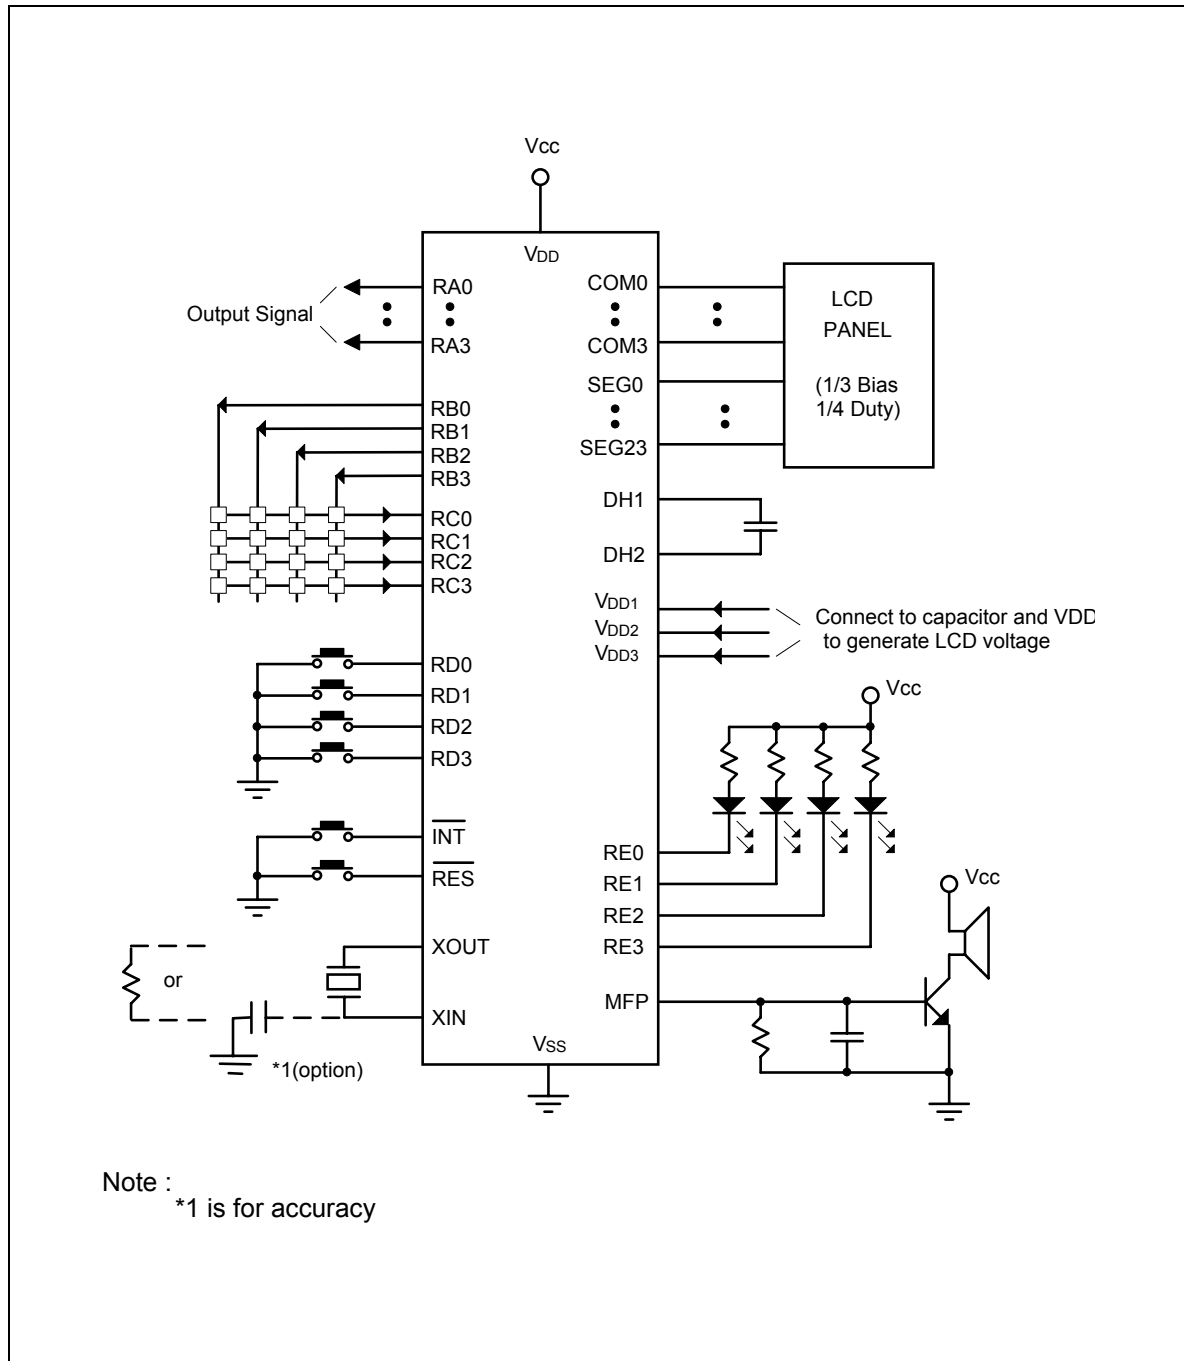 Vcc
VDD
RA0
RA3
Output Signal
RB0
RB1
RB2
RB3
RC0
RC1
RC2
RC3
RD0
RD1
RD2
RD3
INT
RES
XOUT
XIN
or
*1(option)
VSS
COM0
COM3
SEG0
SEG23
LCD
PANEL
(1/3 Bias
1/4 Duty)
DH1
DH2
VDD1
VDD2
VDD3
Connect to capacitor and VDD
to generate LCD voltage
Vcc
RE0
RE1
RE2
RE3
Vcc
MFP
Note :
*1 is for accuracy